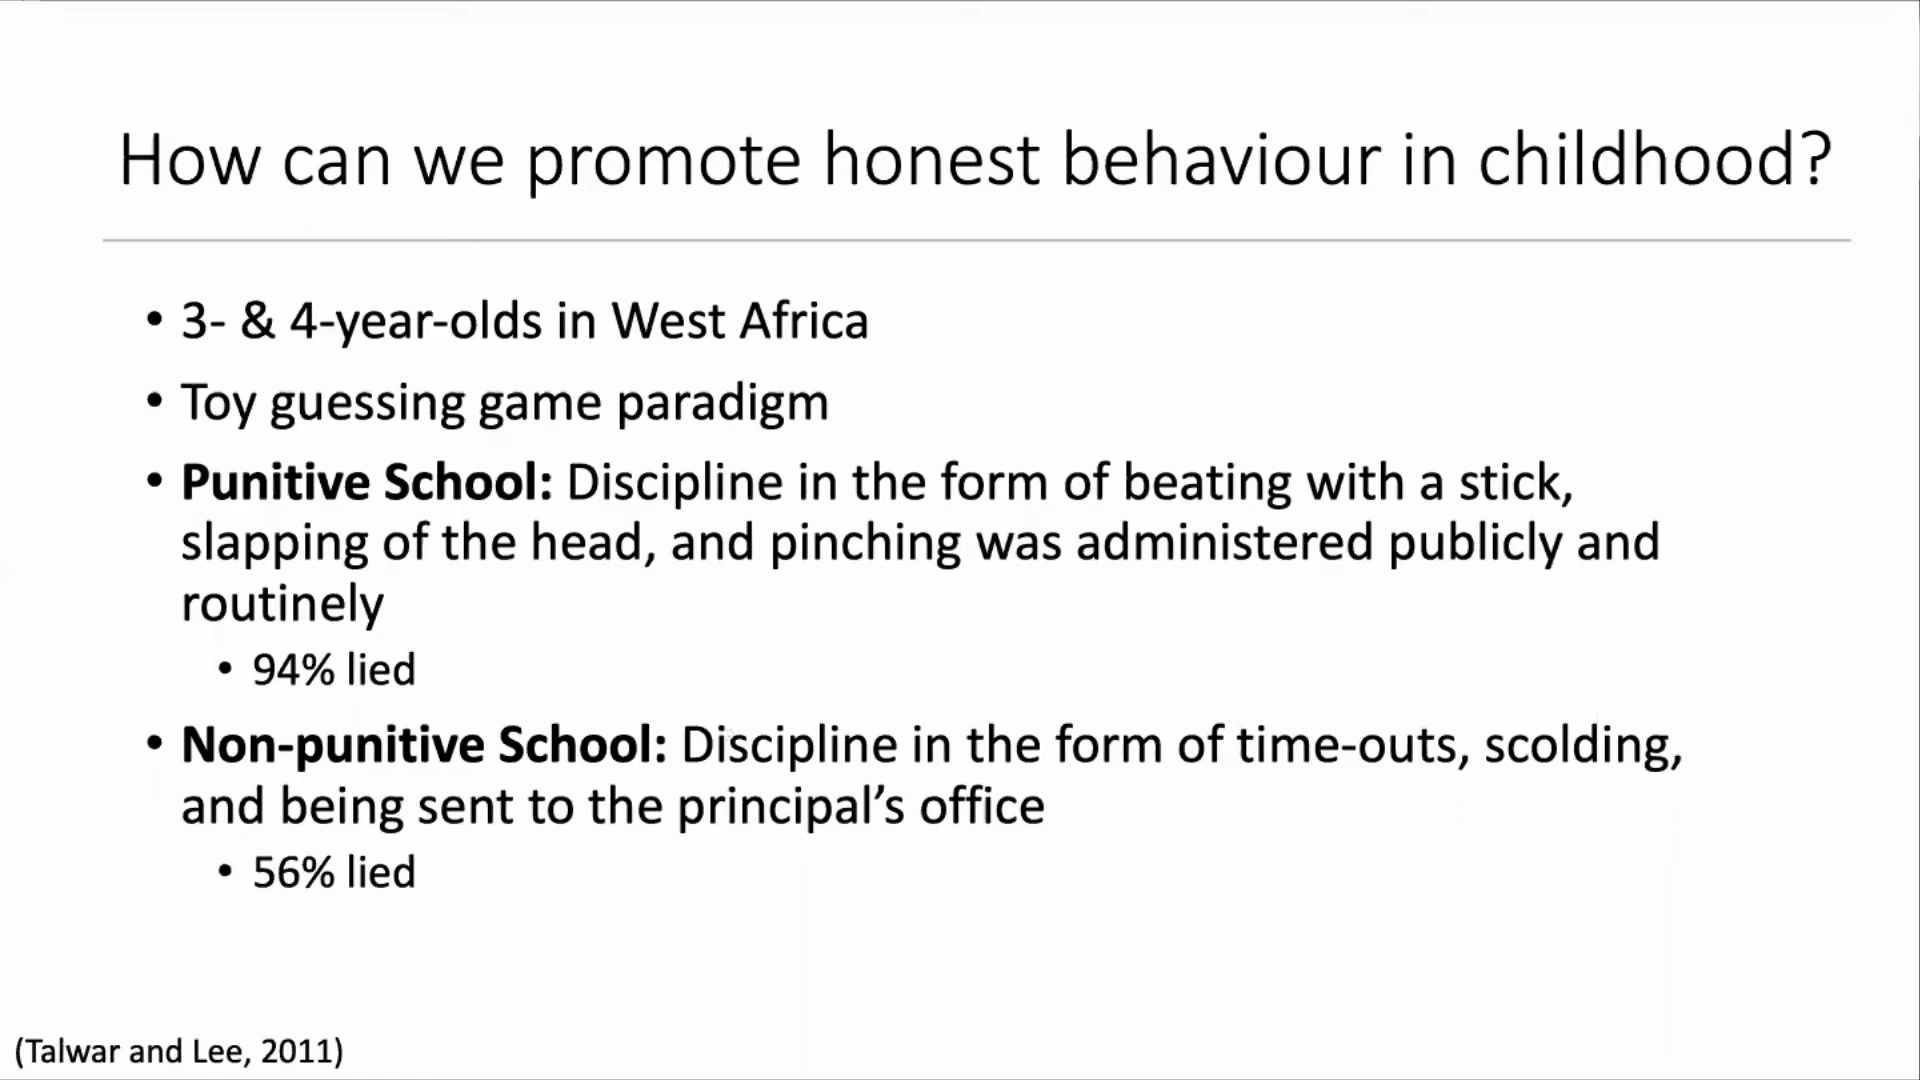 How can we promote honest behaviour in childhood?
• 3- & 4-year-olds in West Africa
• Toy guessing game paradigm
• Punitive School: Discipline in the form of beating with a stick,
slapping of the head, and pinching was administered publicly and
routinely
• 94% lied
• Non-punitive School: Discipline in the form of time-outs, scolding,
and being sent to the principal’s office
• 56% lied
(Talwar and Lee, 2011)